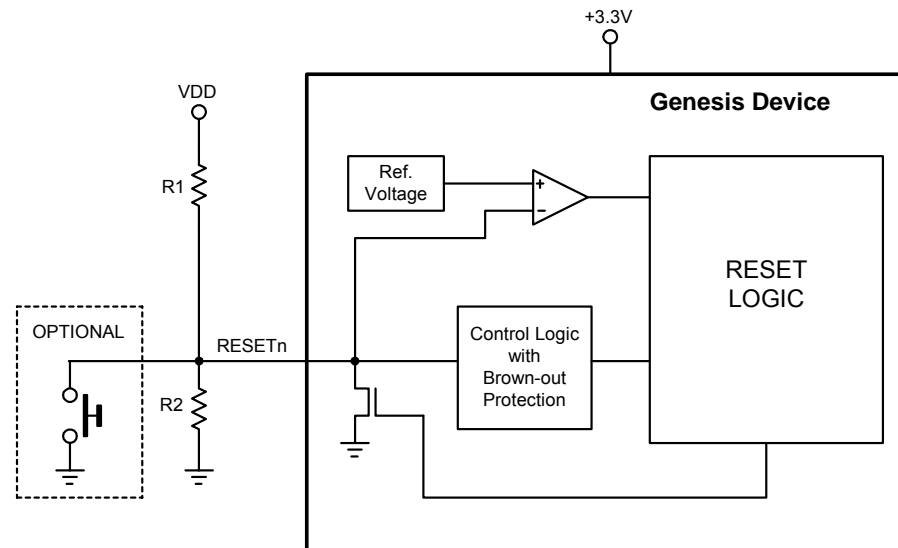 +3.3V
VDD
Genesis Device
R1
Ref.
Voltage
+
−
RESET
LOGIC
OPTIONAL
RESETn
Control Logic
with
Brown-out
Protection
R2